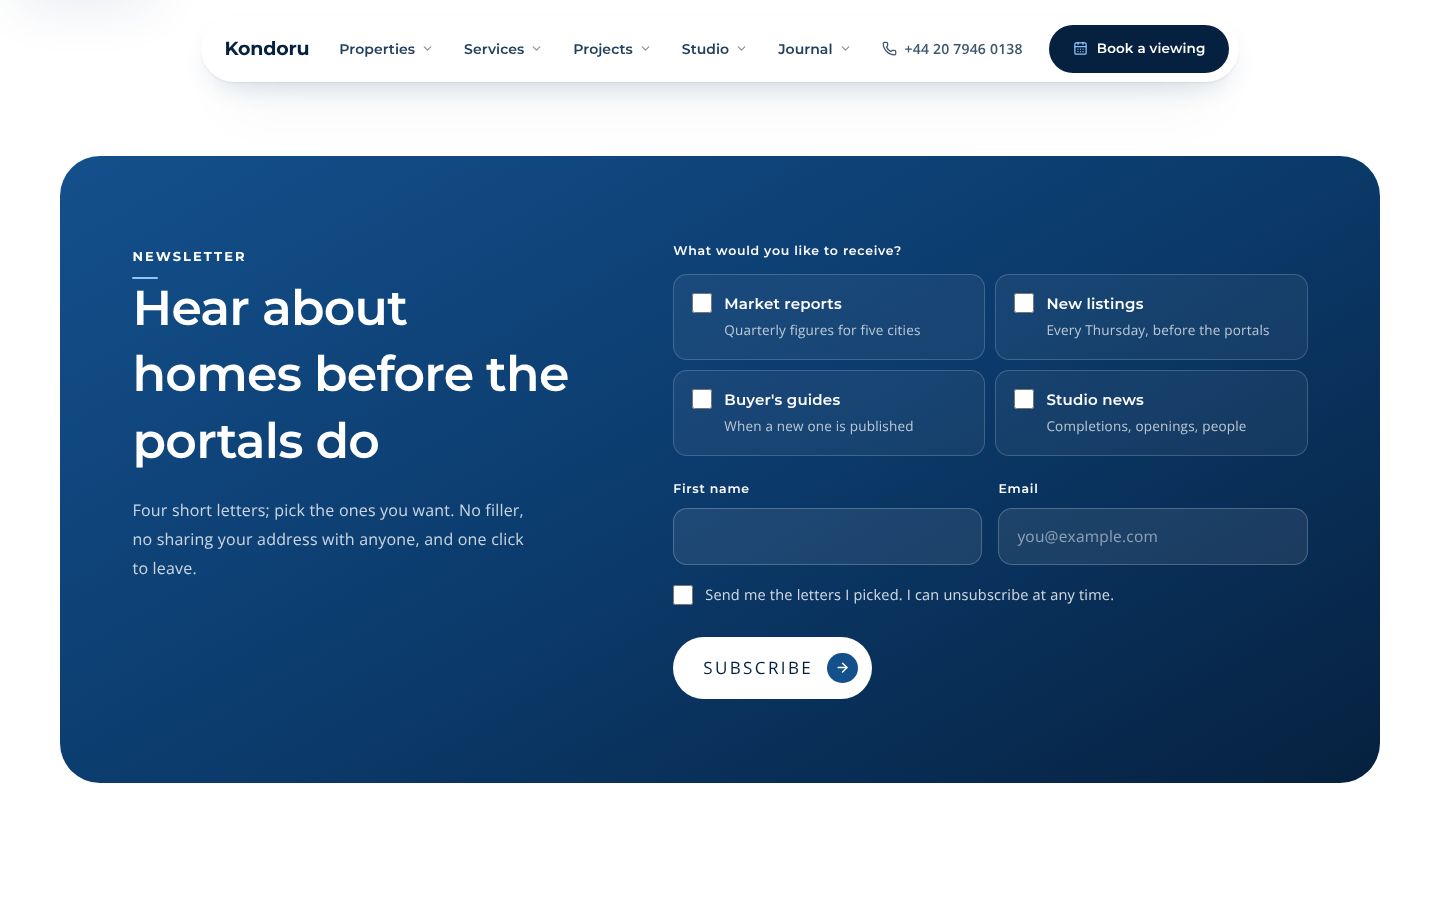 Kondoru
Properties
Services
Projects
Studio
Journal
+44 20 7946 0138
Book a viewing
NEWSLETTER
Hear about
homes before the
portals do
Four short letters; pick the ones you want. No filler,
no sharing your address with anyone, and one click
to leave.
What would you like to receive?
Market reports
Quarterly figures for five cities
New listings
Every Thursday, before the portals
Buyer's guides
When a new one is published
Studio news
Completions, openings, people
First name
Email
you@example.com
Send me the letters I picked. I can unsubscribe at any time.
SUBSCRIBE